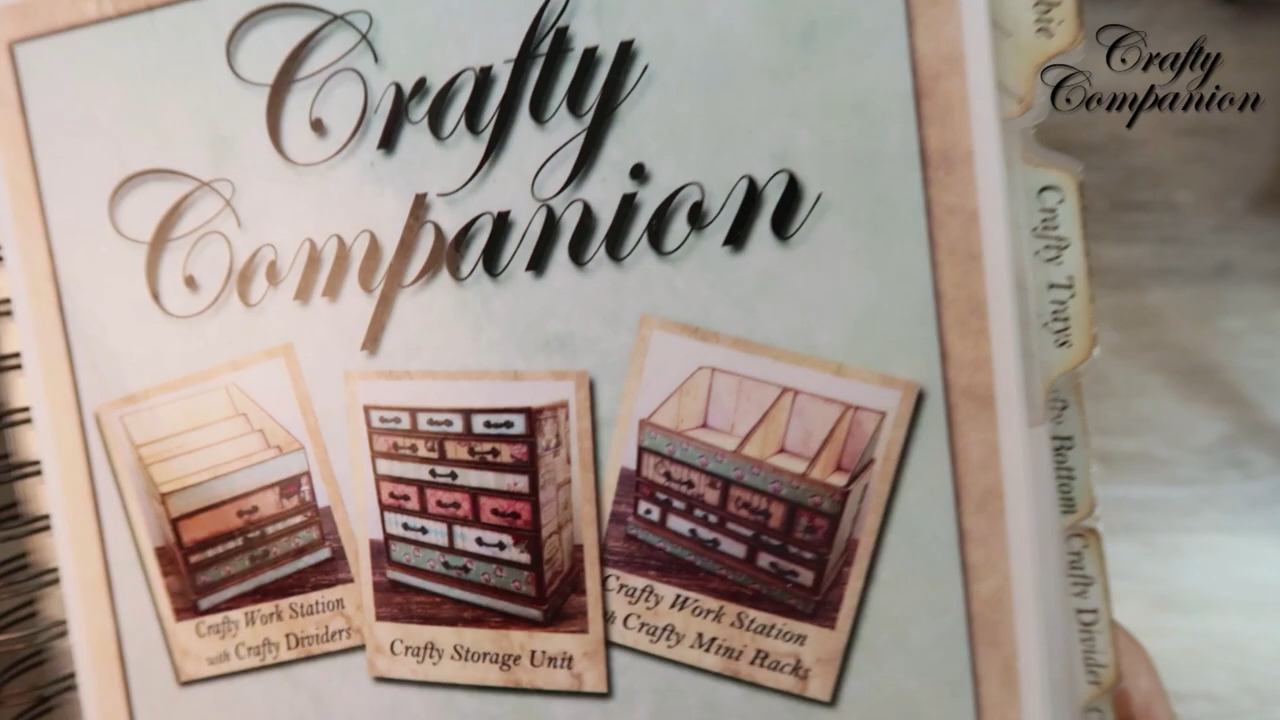 Crafty
Companion
Crafty Work Station
with Crafty Dividers
Crafty Storage Unit
Crafty Work Station
Crafty Mini Racks
Crafty Trays
Bottom
Crafty Divider
Crafty
Companion